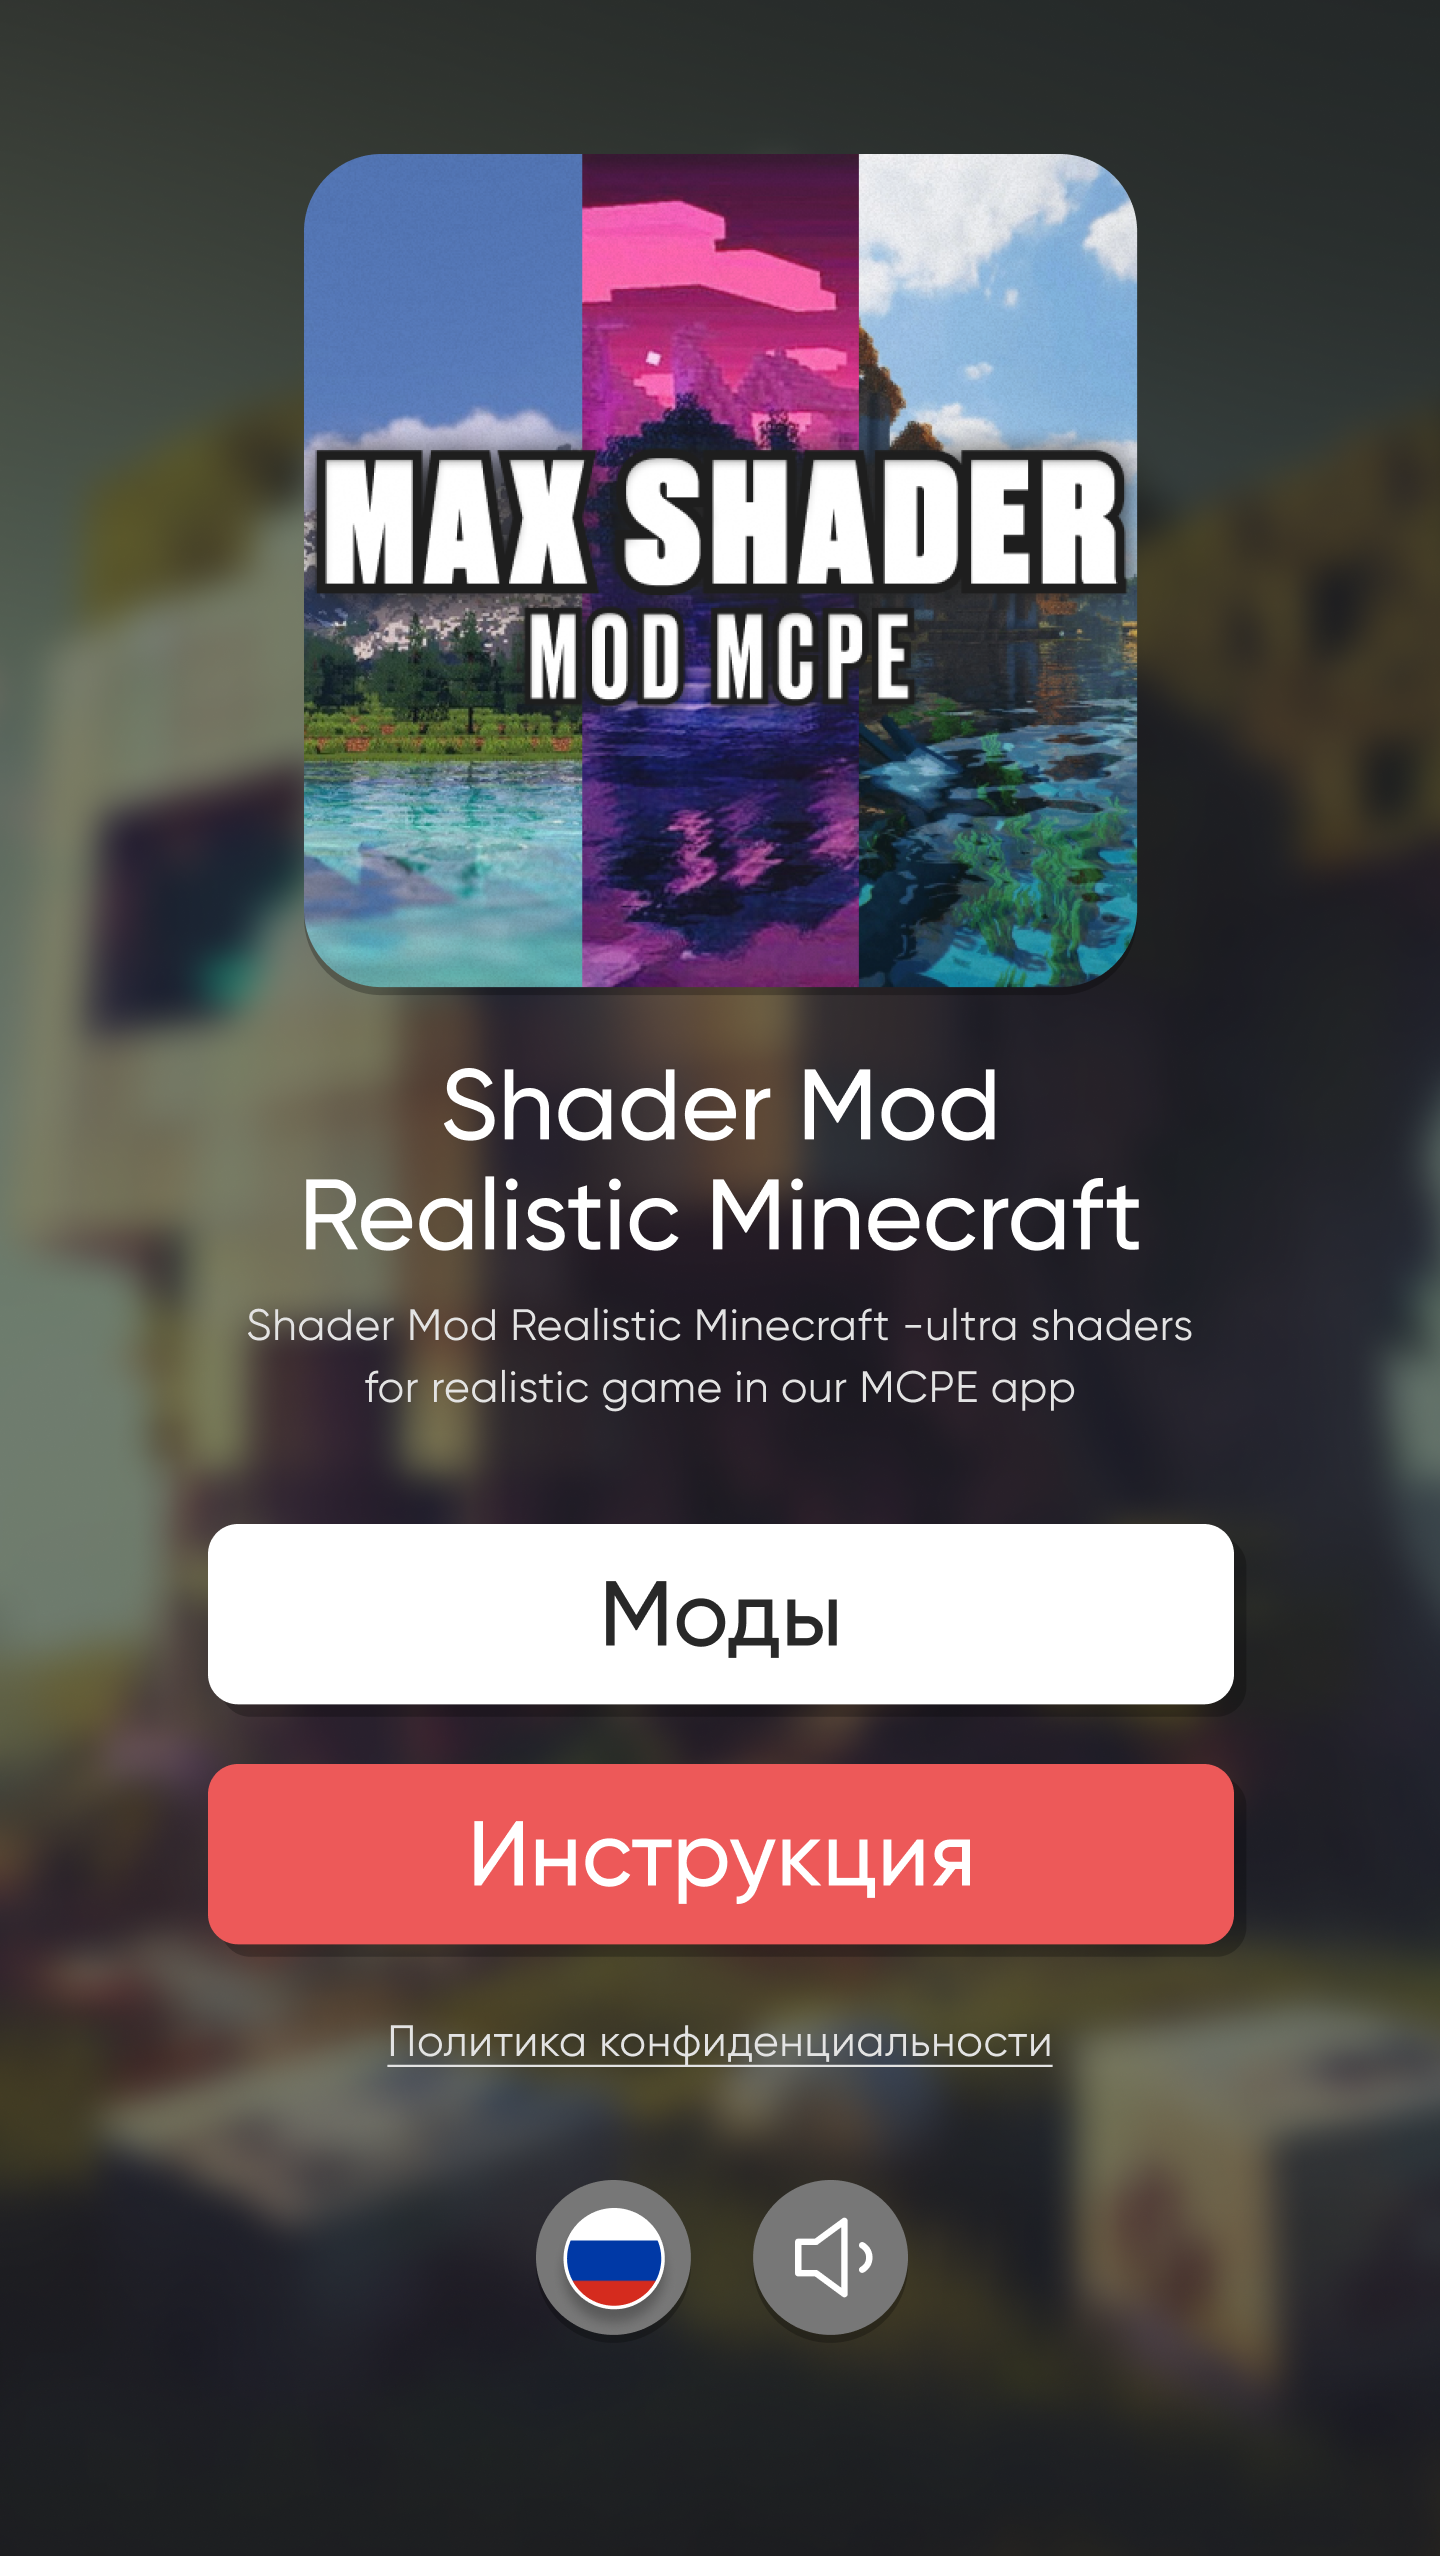 MAX SHADER
MOD MCPE
Shader Mod
Realistic Minecraft
Shader Mod Realistic Minecraft -ultra shaders
for realistic game in our MCPE app
Моды
Инструкция
Политика конфиденциальности